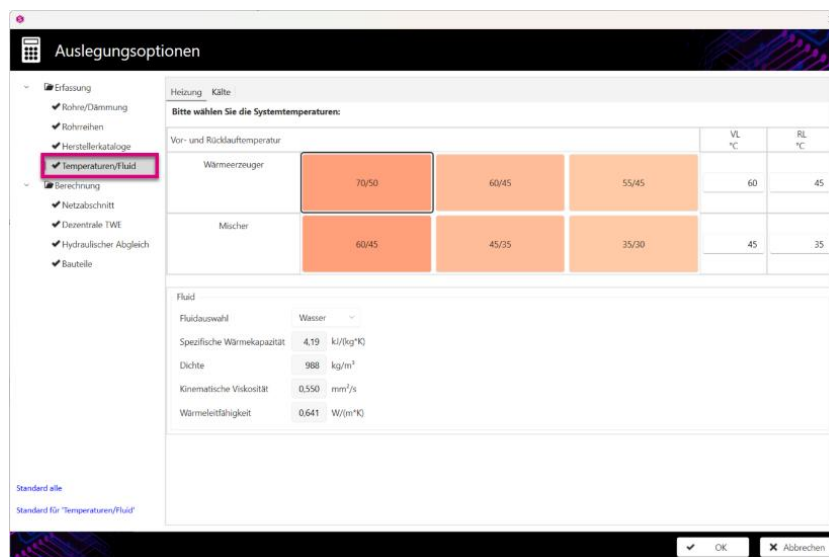 Auslegungsoptionen
Erfassung
Rohre/Dämmung
Rohrreihen
Herstellerkataloge
Temperaturen/Fluid
Berechnung
Netzabschnitt
Dezentrale TWE
Hydraulischer Abgleich
Bauteile
Standard alle
Standard für 'Temperaturen/Fluid'
Heizung Kälte
Bitte wählen Sie die Systemtemperaturen:
Vor- und Rücklauftemperatur VL °C RL °C
Wärmeerzeuger 70/50 60/45 55/45 60 45
Mischer 60/45 45/35 35/30 45 35
Fluid
Fluidauswahl Wasser
Spezifische Wärmekapazität 4,19 kJ/(kg*K)
Dichte 988 kg/m³
Kinematische Viskosität 0,550 mm²/s
Wärmeleitfähigkeit 0,641 W/(m*K)
OK Abbrechen